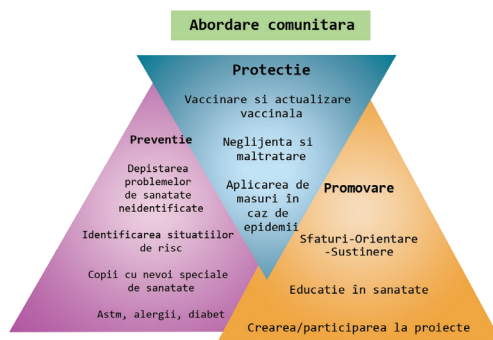 Abordare comunitara
Protectie
Vaccinare si actualizare
vaccinala
Neglijenta si
maltratare
Aplicarea de
masuri în
caz de
epidemii
Preventie
Depistarea
problemelor
de sanatate
neidentificate
Identificarea situatiilor
de risc
Copii cu nevoi speciale
de sanatate
Astm, alergii, diabet
Promovare
Sfaturi-Orientare
-Sustinere
Educatie în sanatate
Crearea/participarea la proiecte